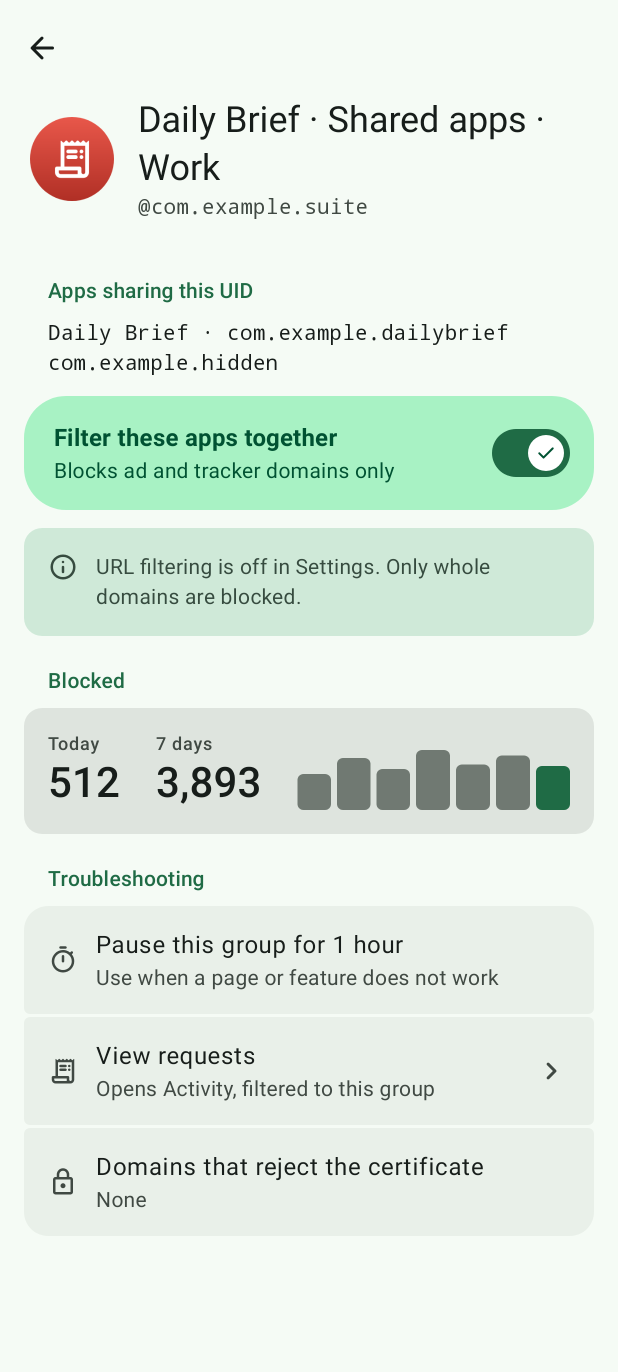 Daily Brief · Shared apps ·
Work
@com.example.suite
Apps sharing this UID
Daily Brief · com.example.dailybrief
com.example.hidden
Filter these apps together
Blocks ad and tracker domains only
URL filtering is off in Settings. Only whole
domains are blocked.
Blocked
Today
512
7 days
3,893
Troubleshooting
Pause this group for 1 hour
Use when a page or feature does not work
View requests
Opens Activity, filtered to this group
Domains that reject the certificate
None